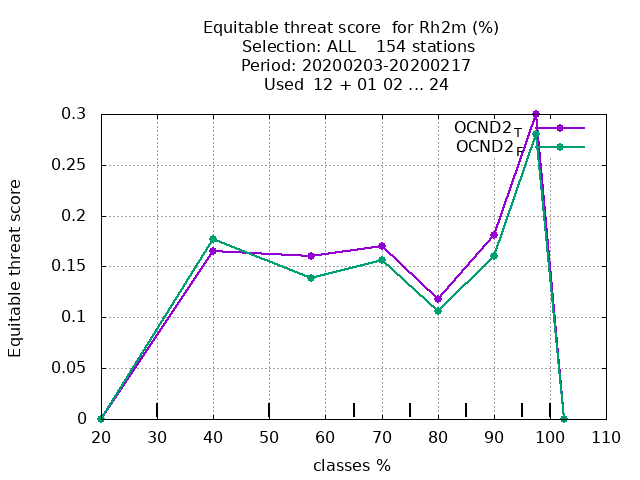 Equitable threat score  for Rh2m (%)
Selection: ALL    154 stations
Period: 20200203-20200217
Used  12 + 01 02 ... 24
OCND2_T
OCND2_F
0.3
0.25
0.2
0.15
0.1
0.05
0
Equitable threat score
20 30 40 50 60 70 80 90 100 110
classes %